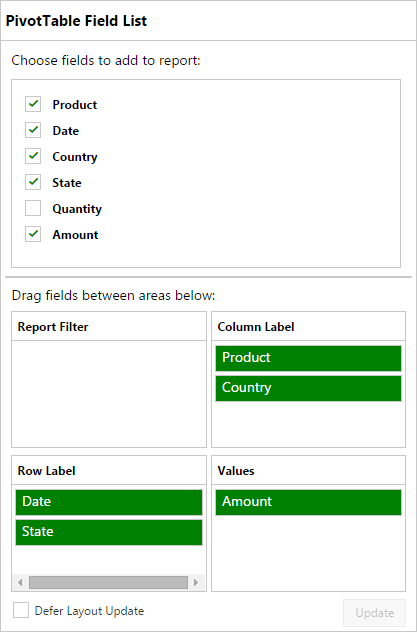 PivotTable Field List
Choose fields to add to report:
Product
Date
Country
State
Quantity
Amount
Drag fields between areas below:
Report Filter
Column Label
Product
Country
Row Label
Date
State
Values
Amount
Defer Layout Update
Update